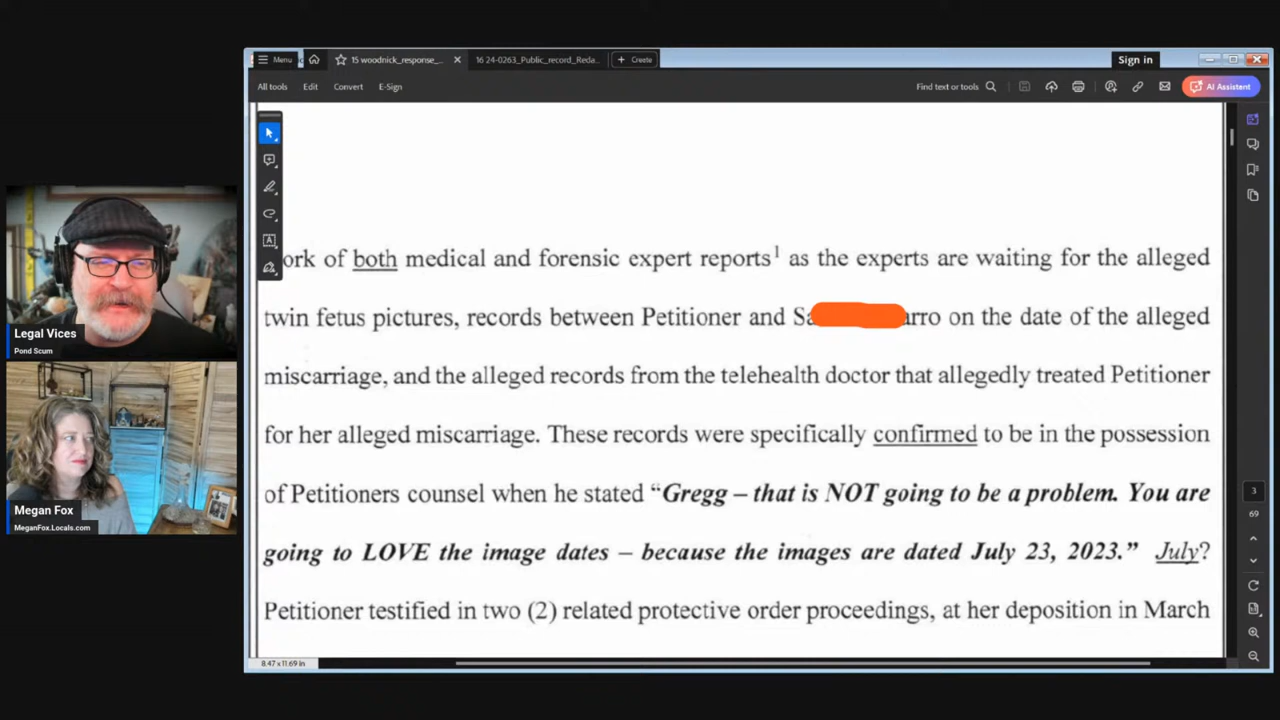 Menu
15 woodnick_response_...
16 24-0263_Public_record_Reda...
Create
Sign in
All tools
Edit
Convert
E-Sign
Find text or tools
AI Assistant
ork of both medical and forensic expert reports1 as the experts are waiting for the alleged
twin fetus pictures, records between Petitioner and Sa arro on the date of the alleged
miscarriage, and the alleged records from the telehealth doctor that allegedly treated Petitioner
for her alleged miscarriage. These records were specifically confirmed to be in the possession
of Petitioners counsel when he stated “Gregg – that is NOT going to be a problem. You are
going to LOVE the image dates – because the images are dated July 23, 2023.” July?
Petitioner testified in two (2) related protective order proceedings, at her deposition in March
8.47 x 11.69 in
3
69
Legal Vices
Pond Scum
Megan Fox
MeganFox.Locals.com